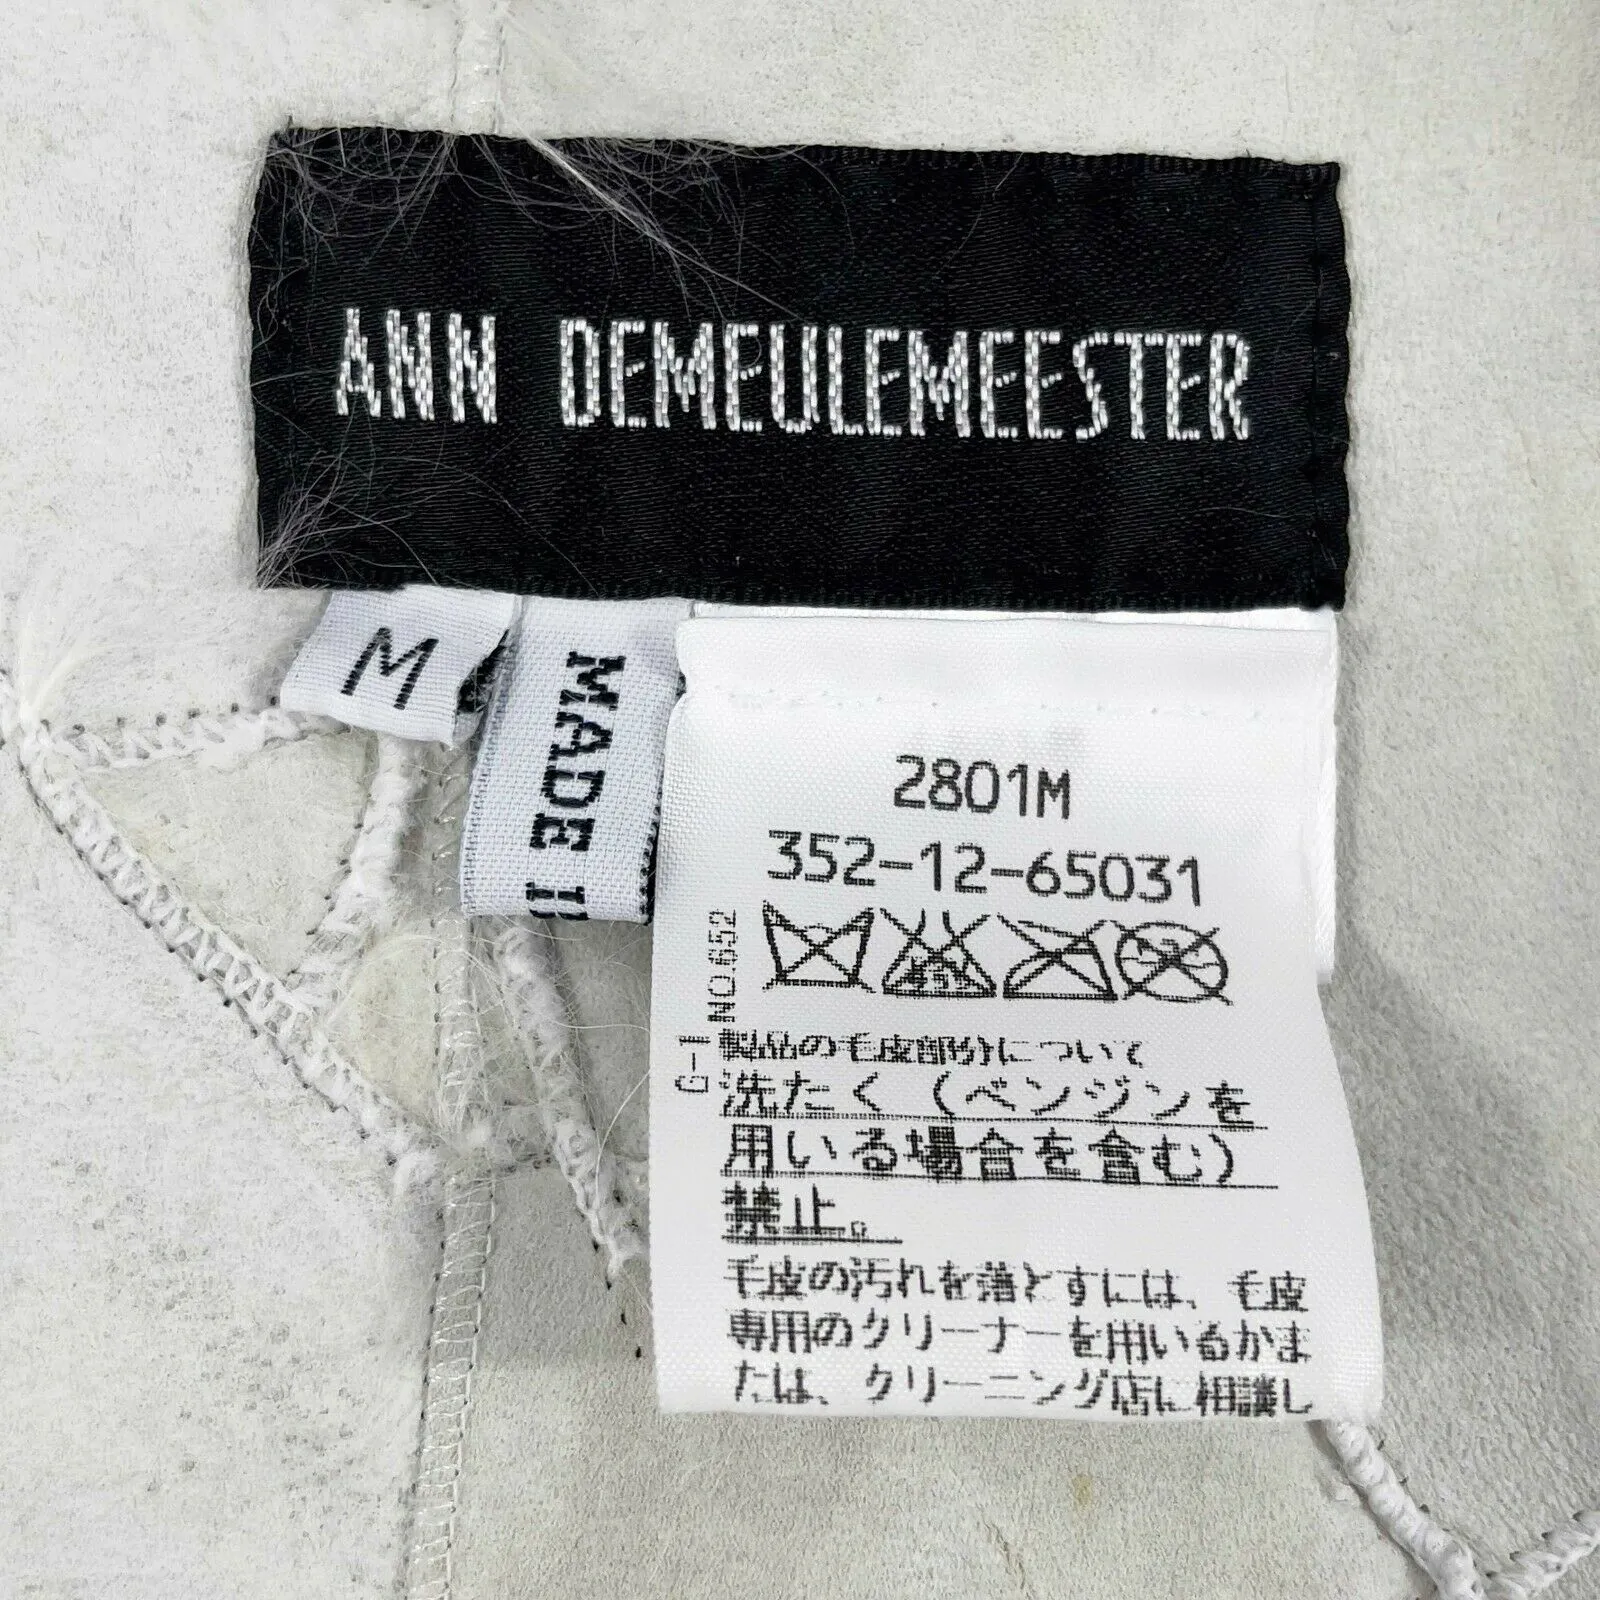 ANN DEMEULEMEESTER
M
MADE
2801M
352-12-65031
G-1 NO.652
製品の毛皮部分について
洗たく(ベンジンを
用いる場合を含む)
禁止。
毛皮の汚れを落とすには、毛皮
専用のクリーナーを用いるかま
たは、クリーニング店に相談し